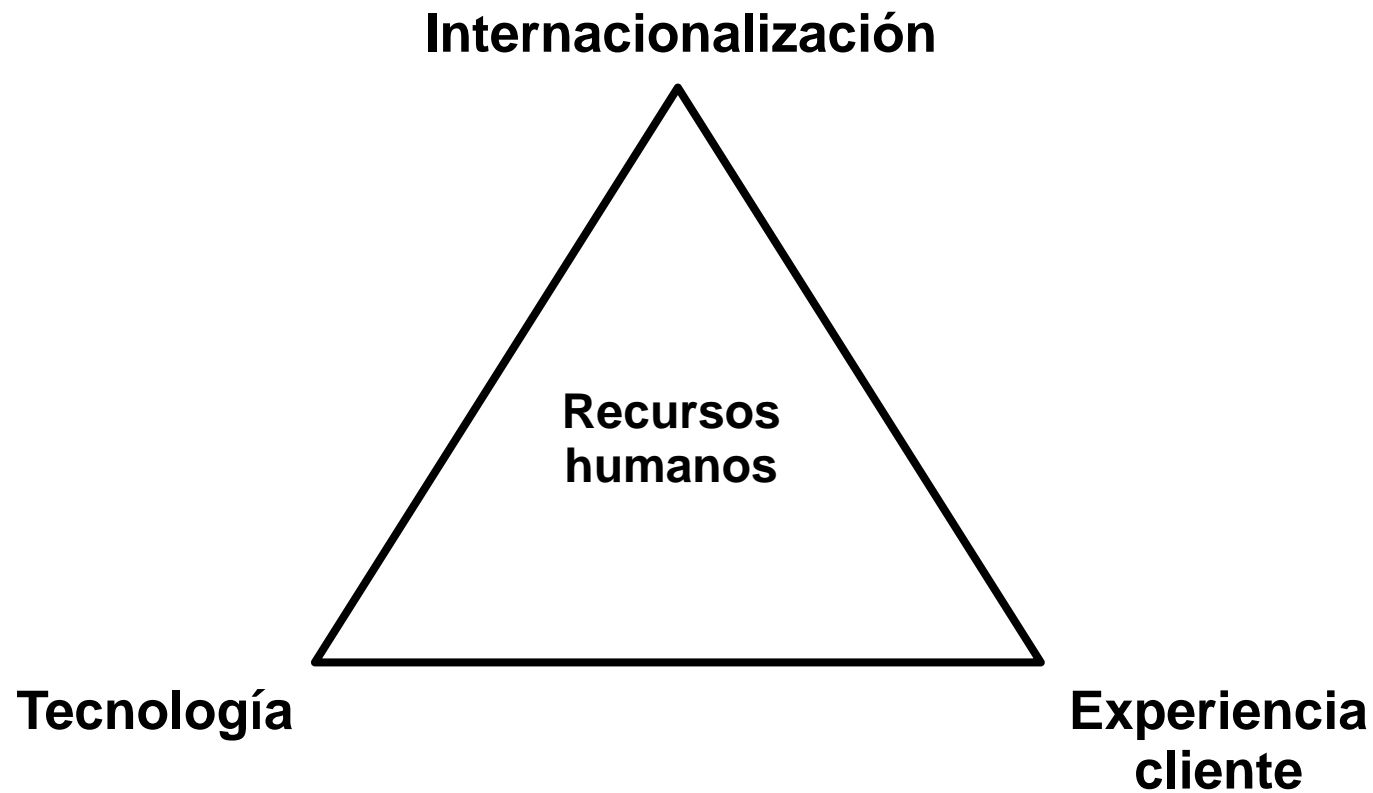 Internacionalización
Recursos
humanos
Tecnología
Experiencia
cliente